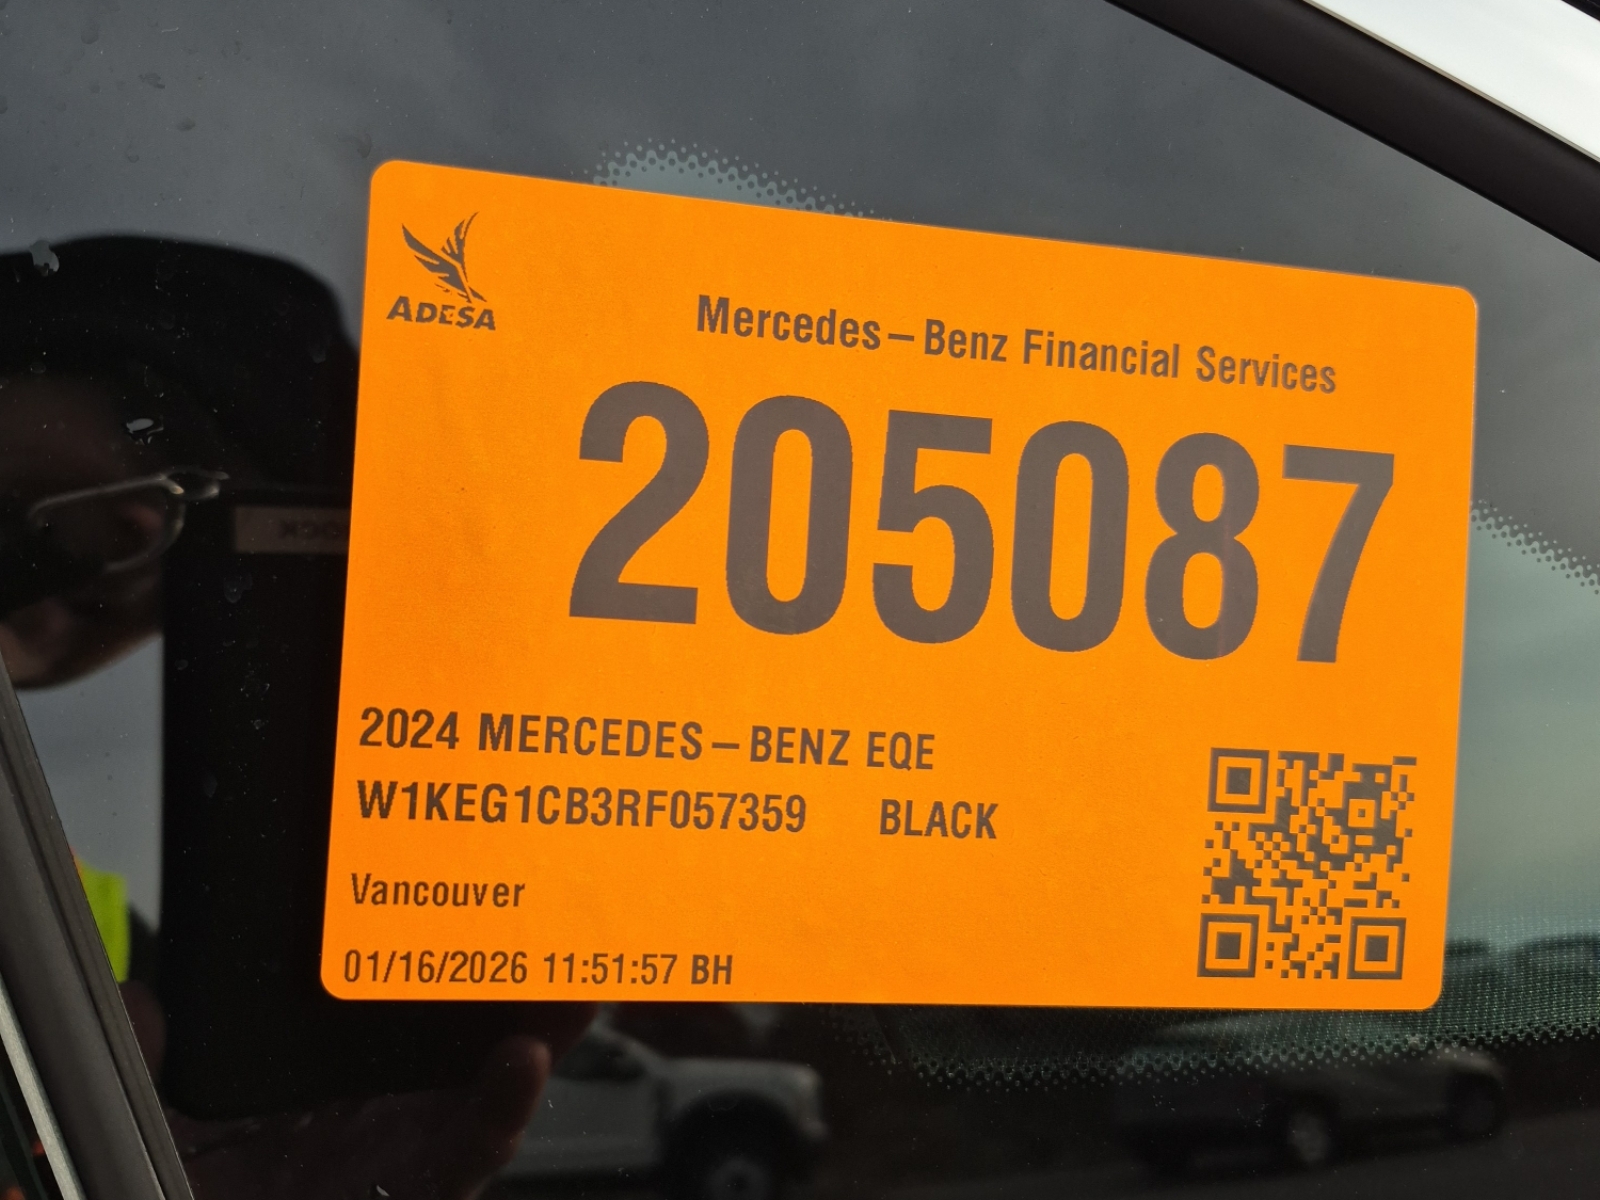 ADESA
Mercedes-Benz Financial Services
205087
2024 MERCEDES-BENZ EQE
W1KEG1CB3RF057359 BLACK
Vancouver
01/16/2026 11:51:57 BH